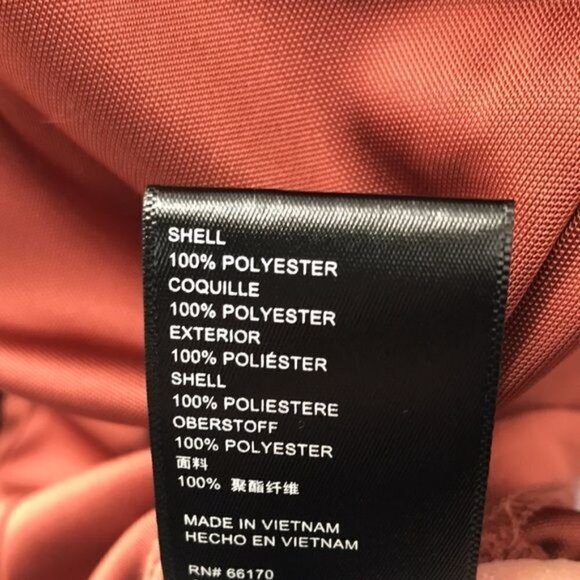 SHELL
100% POLYESTER
COQUILLE
100% POLYESTER
EXTERIOR
100% POLIÉSTER
SHELL
100% POLIESTERE
OBERSTOFF
100% POLYESTER
面料
100% 聚酯纤维
MADE IN VIETNAM
HECHO EN VIETNAM
RN# 66170